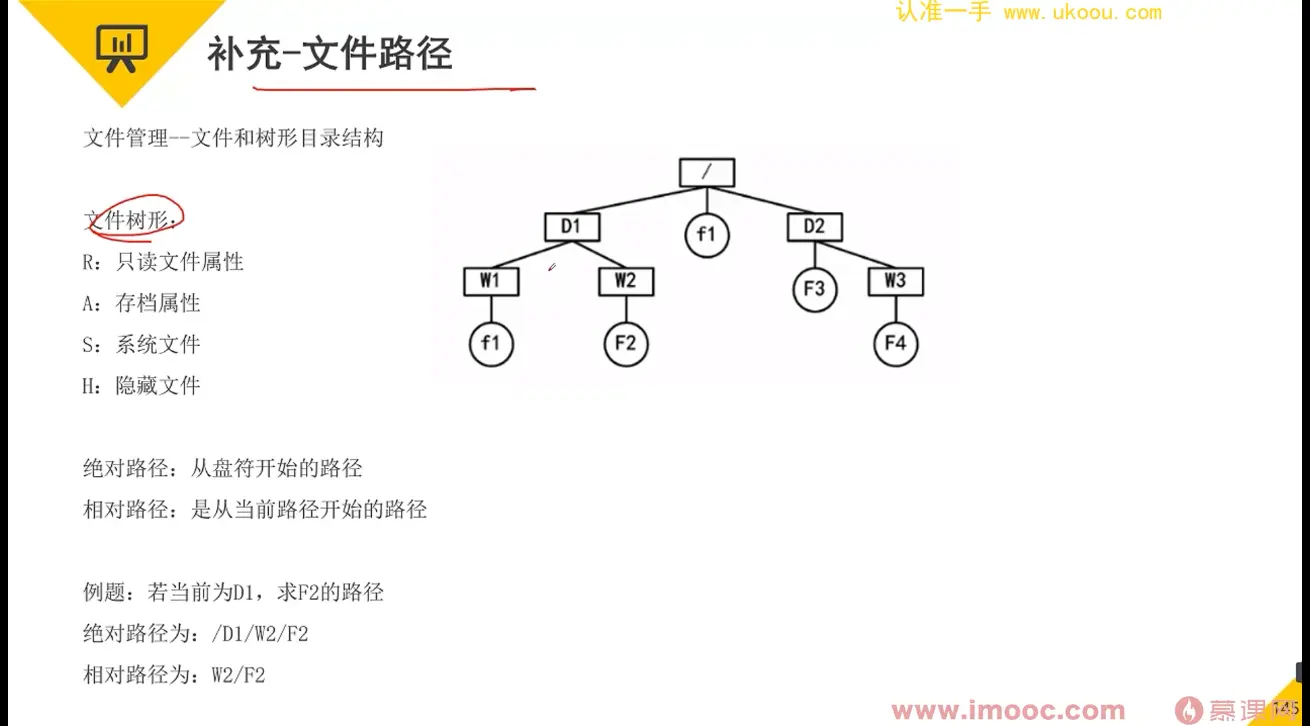 认准一手 www.ukoou.com
补充-文件路径
文件管理--文件和树形目录结构
文件树形:
R: 只读文件属性
A: 存档属性
S: 系统文件
H: 隐藏文件
/
D1
f1
D2
W1
W2
F3
W3
f1
F2
F4
绝对路径: 从盘符开始的路径
相对路径: 是从当前路径开始的路径
例题: 若当前为D1, 求F2的路径
绝对路径为: /D1/W2/F2
相对路径为: W2/F2
www.imooc.com
慕课网
145